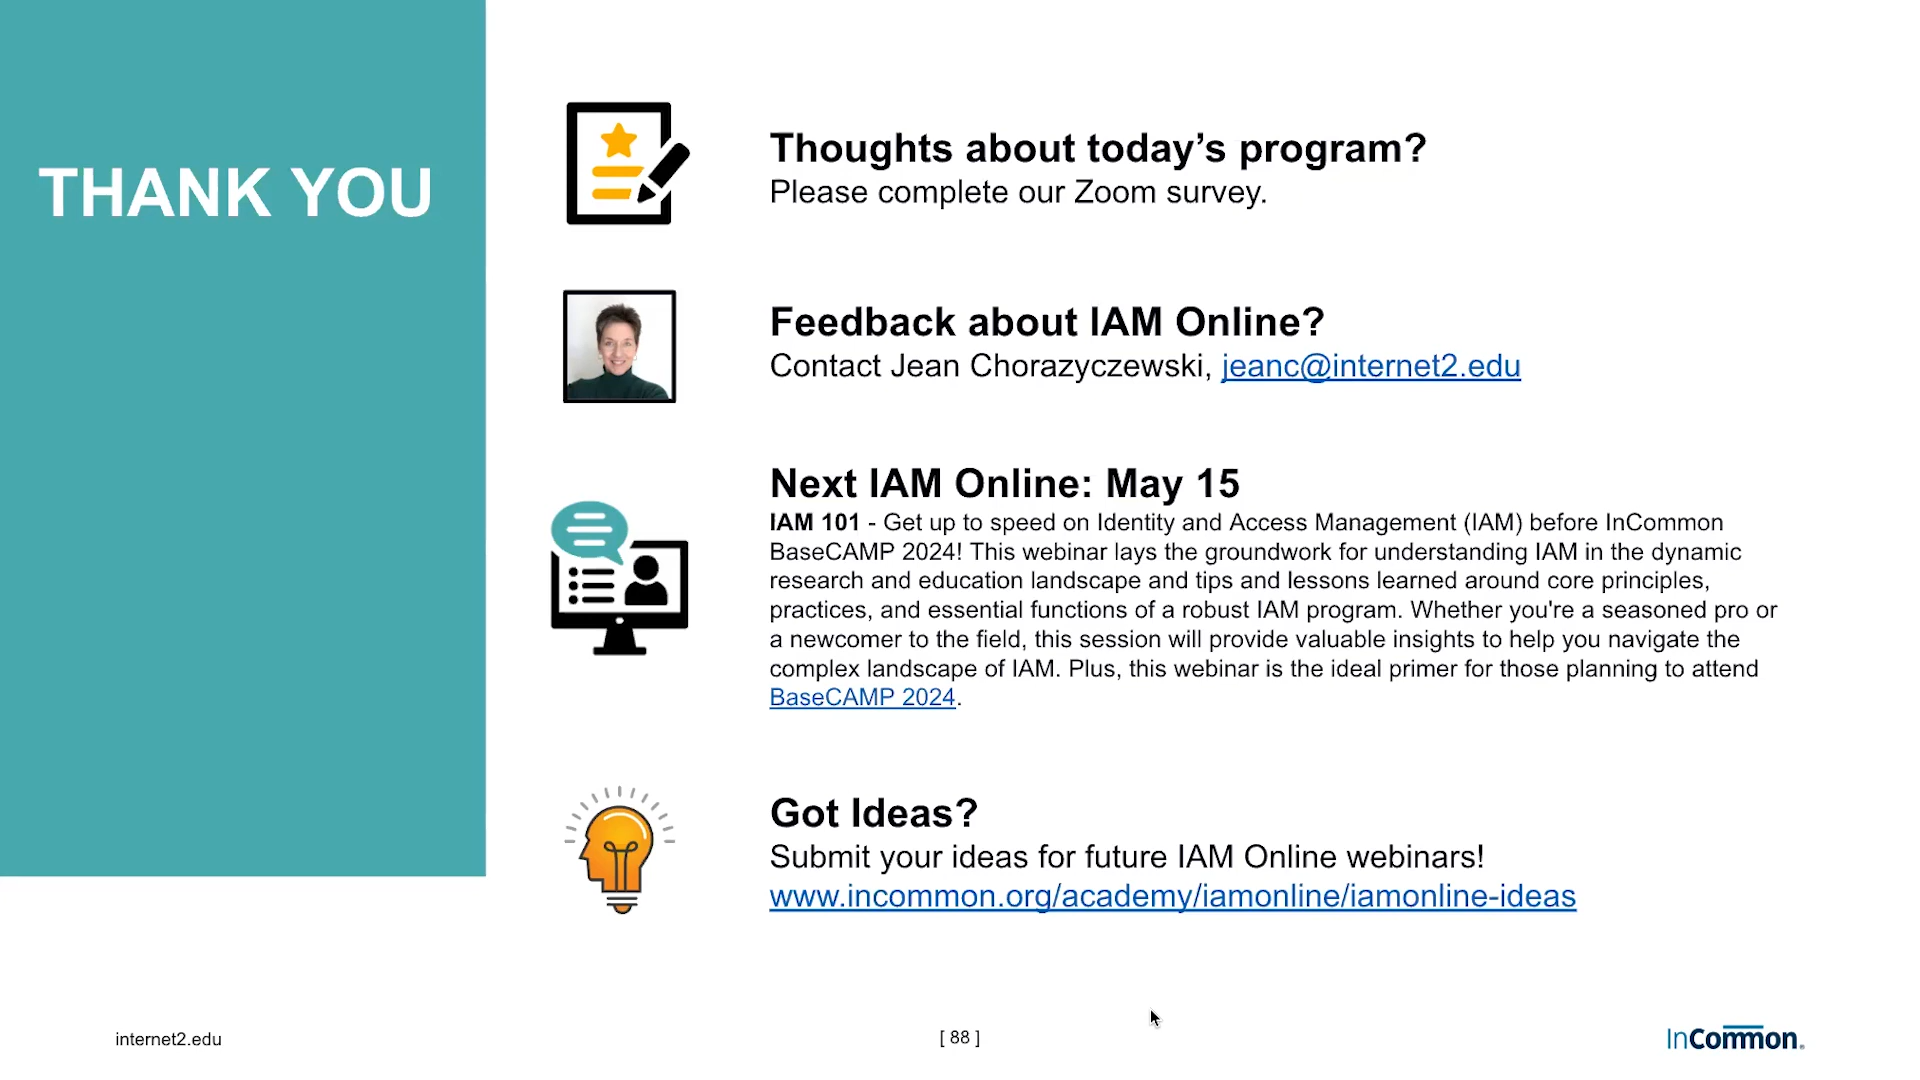 THANK YOU
Thoughts about today’s program?
Please complete our Zoom survey.
Feedback about IAM Online?
Contact Jean Chorazyczewski, jeanc@internet2.edu
Next IAM Online: May 15
IAM 101 - Get up to speed on Identity and Access Management (IAM) before InCommon
BaseCAMP 2024! This webinar lays the groundwork for understanding IAM in the dynamic
research and education landscape and tips and lessons learned around core principles,
practices, and essential functions of a robust IAM program. Whether you're a seasoned pro or
a newcomer to the field, this session will provide valuable insights to help you navigate the
complex landscape of IAM. Plus, this webinar is the ideal primer for those planning to attend
BaseCAMP 2024.
Got Ideas?
Submit your ideas for future IAM Online webinars!
www.incommon.org/academy/iamonline/iamonline-ideas
internet2.edu
[ 88 ]
InCommon